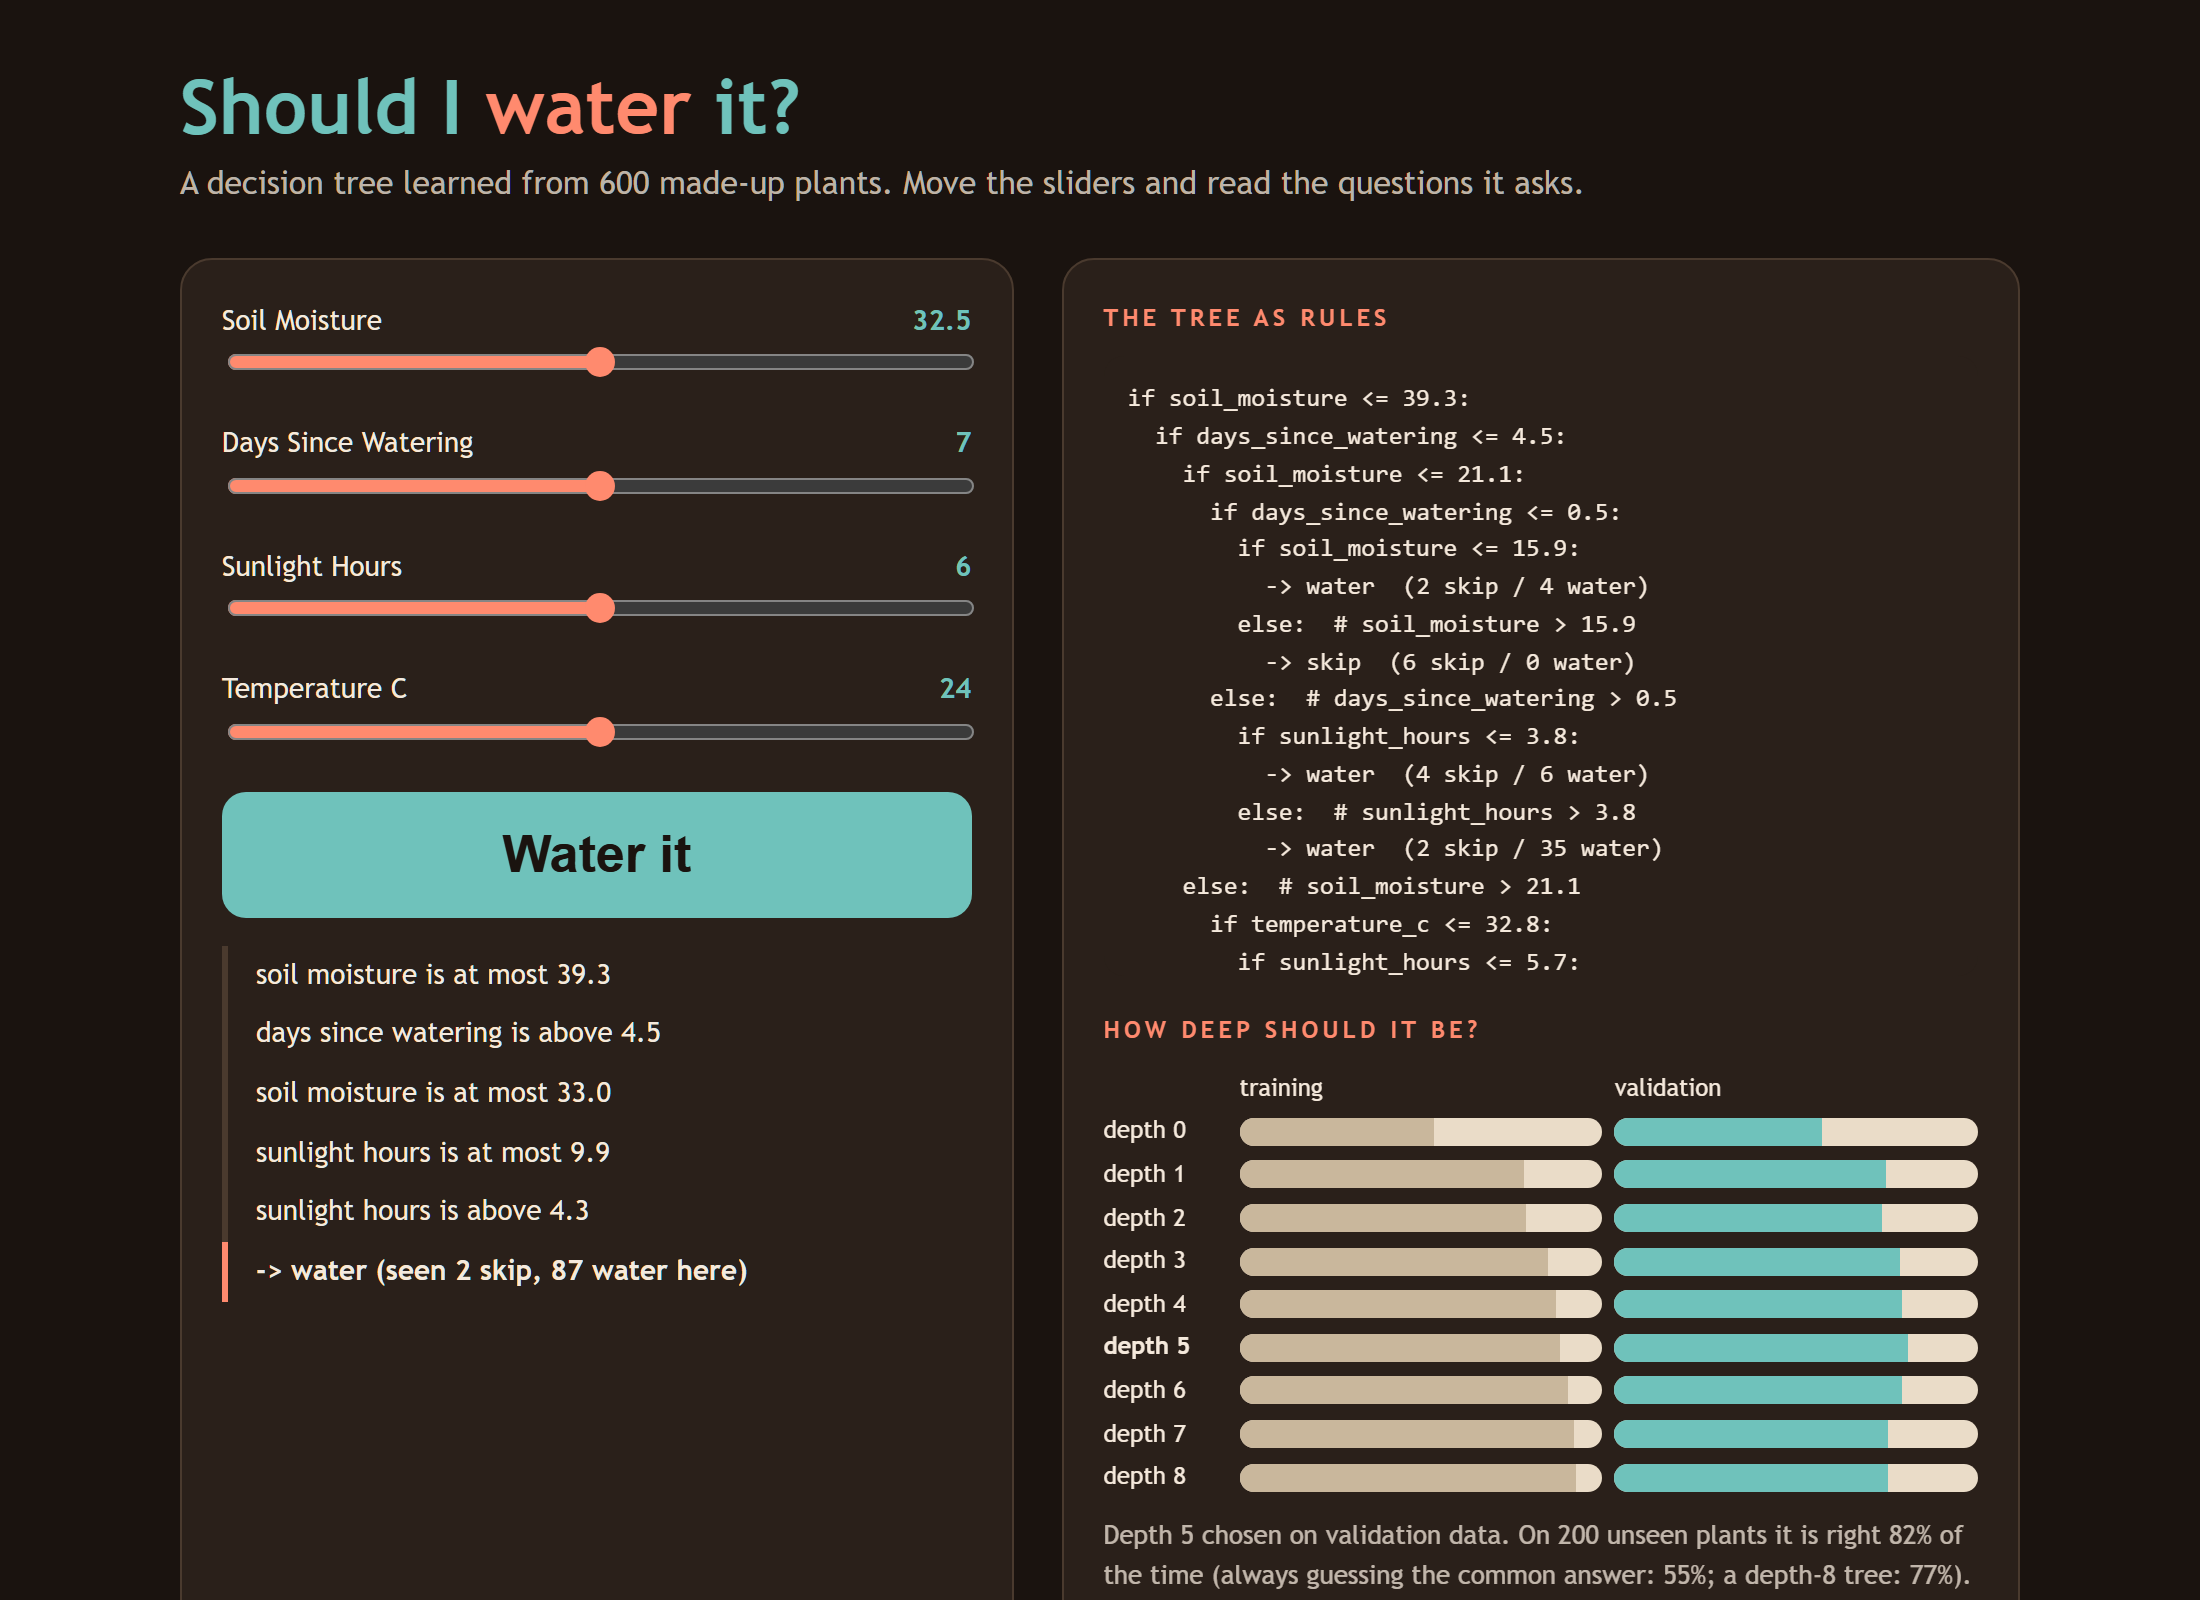 Should I water it?
A decision tree learned from 600 made-up plants. Move the sliders and read the questions it asks.
Soil Moisture 32.5
Days Since Watering 7
Sunlight Hours 6
Temperature C 24
Water it
soil moisture is at most 39.3
days since watering is above 4.5
soil moisture is at most 33.0
sunlight hours is at most 9.9
sunlight hours is above 4.3
-> water (seen 2 skip, 87 water here)
THE TREE AS RULES
if soil_moisture <= 39.3:
if days_since_watering <= 4.5:
if soil_moisture <= 21.1:
if days_since_watering <= 0.5:
if soil_moisture <= 15.9:
-> water (2 skip / 4 water)
else: # soil_moisture > 15.9
-> skip (6 skip / 0 water)
else: # days_since_watering > 0.5
if sunlight_hours <= 3.8:
-> water (4 skip / 6 water)
else: # sunlight_hours > 3.8
-> water (2 skip / 35 water)
else: # soil_moisture > 21.1
if temperature_c <= 32.8:
if sunlight_hours <= 5.7:
HOW DEEP SHOULD IT BE?
training validation
depth 0
depth 1
depth 2
depth 3
depth 4
depth 5
depth 6
depth 7
depth 8
Depth 5 chosen on validation data. On 200 unseen plants it is right 82% of
the time (always guessing the common answer: 55%; a depth-8 tree: 77%).